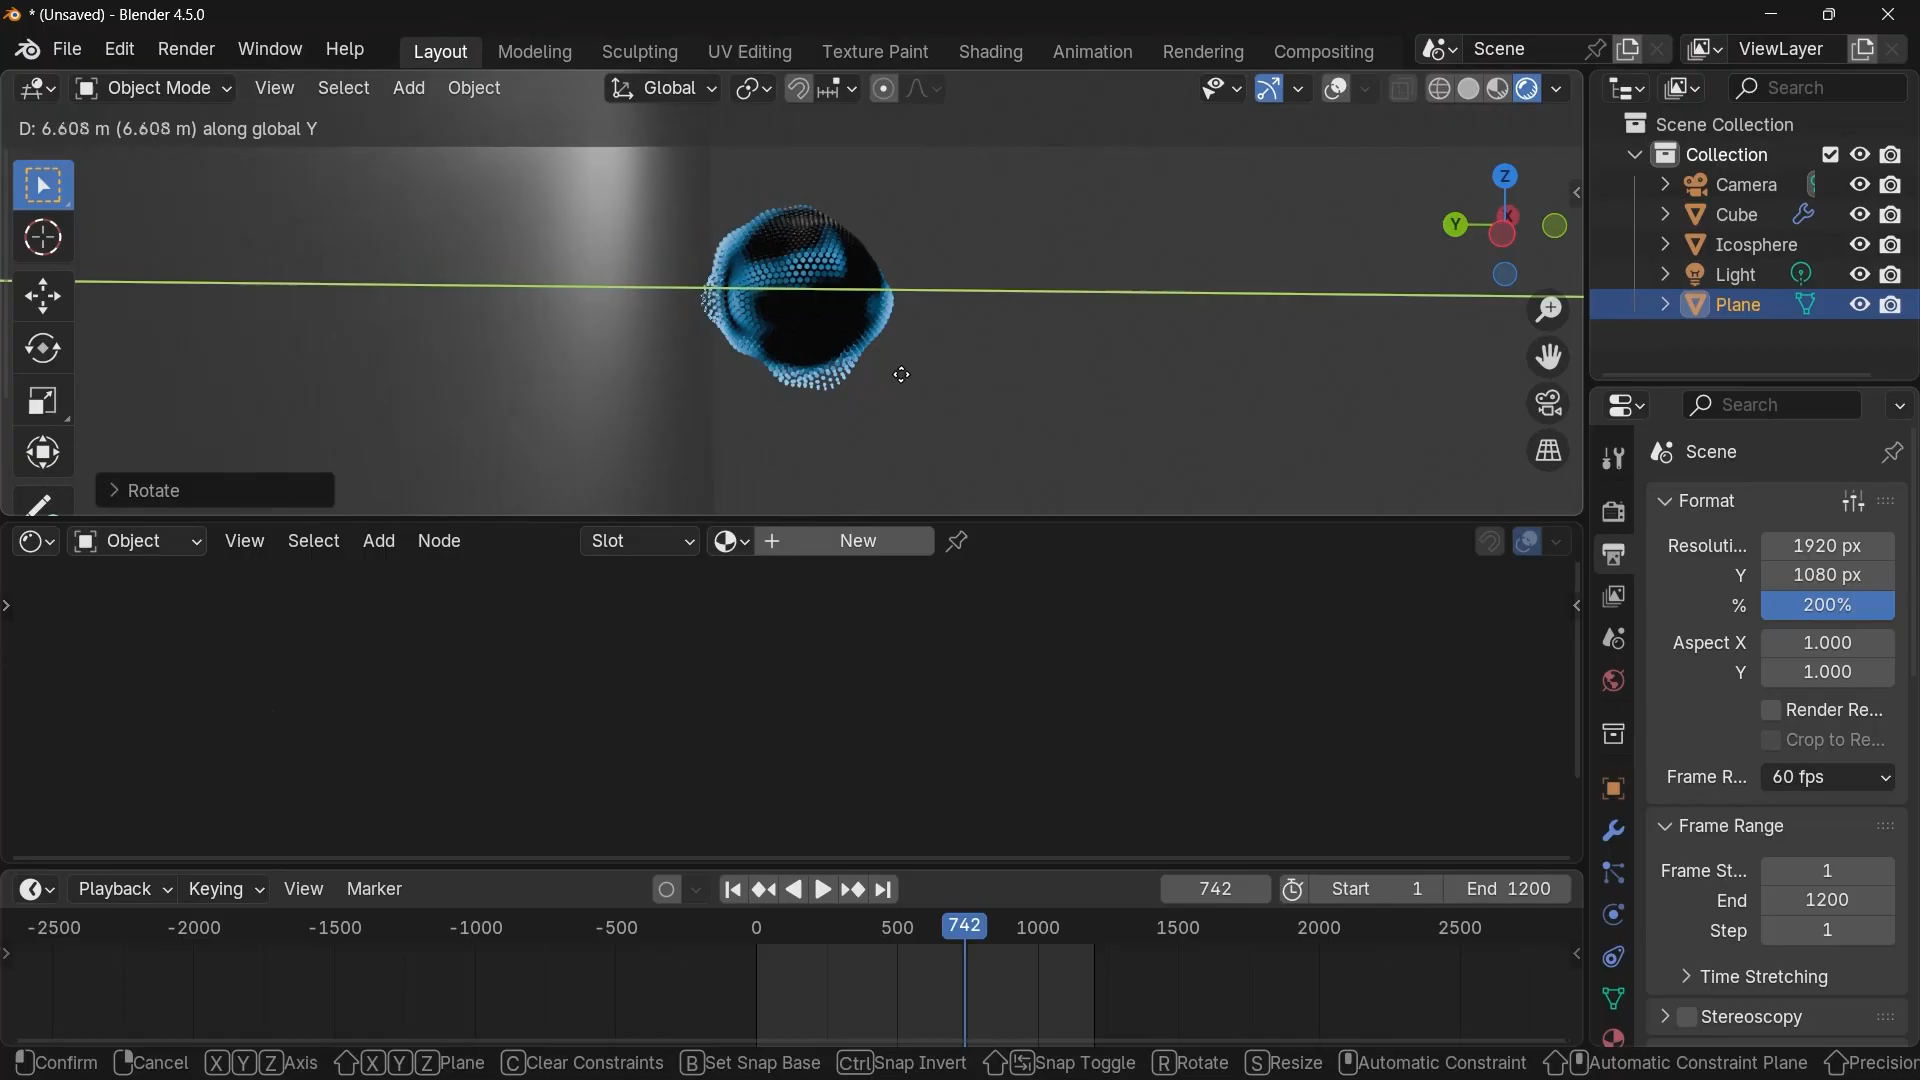 * (Unsaved) - Blender 4.5.0
File Edit Render Window Help Layout Modeling Sculpting UV Editing Texture Paint Shading Animation Rendering Compositing Scene ViewLayer
Object Mode View Select Add Object Global Search
D: 6.608 m (6.608 m) along global Y
Z
Y
X
Rotate
Scene Collection
Collection
Camera
Cube
Icosphere
Light
Plane
Search
Object View Select Add Node Slot New
Scene
Format
Resoluti... 1920 px
Y 1080 px
% 200%
Aspect X 1.000
Y 1.000
Render Re...
Crop to Re...
Frame R... 60 fps
Frame Range
Frame St... 1
End 1200
Step 1
Time Stretching
Stereoscopy
Playback Keying View Marker 742 Start 1 End 1200
-2500 -2000 -1500 -1000 -500 0 500 742 1000 1500 2000 2500
Confirm Cancel X Y Z Axis X Y Z Plane C Clear Constraints B Set Snap Base Ctrl Snap Invert Snap Toggle R Rotate S Resize Automatic Constraint Automatic Constraint Plane Precision